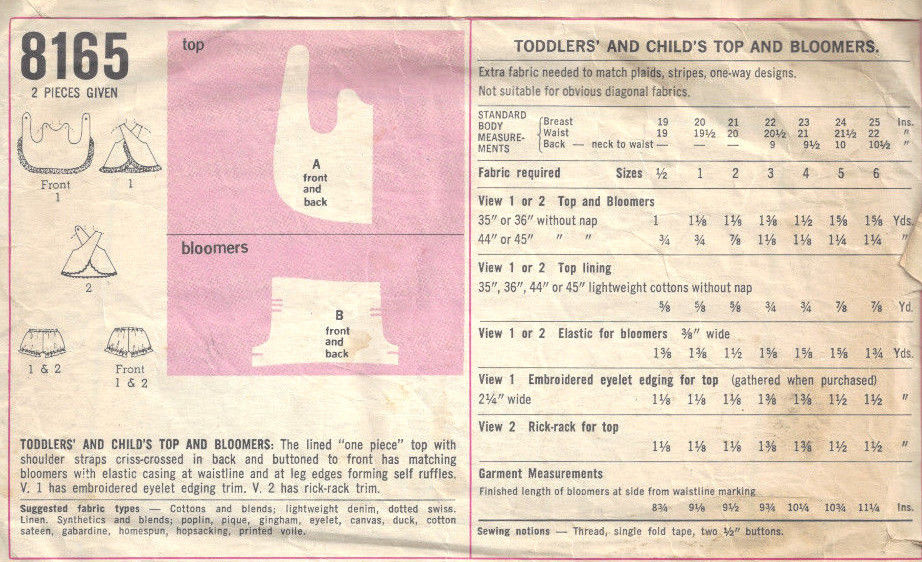 8165
2 PIECES GIVEN
Front
1
1
2
1 & 2
Front
1 & 2
top
A
front
and
back
bloomers
B
front
and
back
TODDLERS' AND CHILD'S TOP AND BLOOMERS: The lined "one piece" top with
shoulder straps criss-crossed in back and buttoned to front has matching
bloomers with elastic casing at waistline and at leg edges forming self ruffles.
V. 1 has embroidered eyelet edging trim. V. 2 has rick-rack trim.
Suggested fabric types — Cottons and blends; lightweight denim, dotted swiss.
Linen. Synthetics and blends; poplin, pique, gingham, eyelet, canvas, duck, cotton
sateen, gabardine, homespun, hopsacking, printed voile.
TODDLERS' AND CHILD'S TOP AND BLOOMERS.
Extra fabric needed to match plaids, stripes, one-way designs.
Not suitable for obvious diagonal fabrics.
STANDARD
BODY
MEASURE-
MENTS
Breast 19 20 21 22 23 24 25 Ins.
Waist 19 19½ 20 20½ 21 21½ 22 "
Back — neck to waist — — — 9 9½ 10 10½ "
Fabric required Sizes ½ 1 2 3 4 5 6
View 1 or 2 Top and Bloomers
35" or 36" without nap 1 1⅛ 1⅛ 1⅜ 1½ 1⅝ 1⅝ Yds.
44" or 45" " " ¾ ¾ ⅞ 1⅛ 1⅛ 1¼ 1¼ "
View 1 or 2 Top lining
35", 36", 44" or 45" lightweight cottons without nap
⅝ ⅝ ⅝ ¾ ¾ ⅞ ⅞ Yd.
View 1 or 2 Elastic for bloomers ⅜" wide
1⅜ 1⅜ 1½ 1⅝ 1⅝ 1⅝ 1¾ Yds.
View 1 Embroidered eyelet edging for top (gathered when purchased)
2¼" wide 1⅛ 1⅛ 1⅛ 1⅜ 1⅜ 1½ 1½ "
View 2 Rick-rack for top
1⅛ 1⅛ 1⅛ 1⅜ 1⅜ 1½ 1½ "
Garment Measurements
Finished length of bloomers at side from waistline marking
8¾ 9⅛ 9½ 9¾ 10¼ 10¾ 11¼ Ins.
Sewing notions — Thread, single fold tape, two ½" buttons.